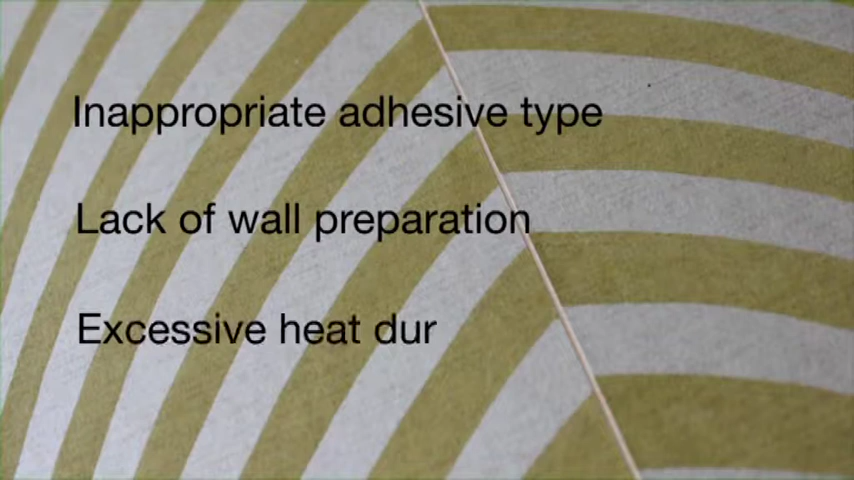 Inappropriate adhesive type
Lack of wall preparation
Excessive heat dur